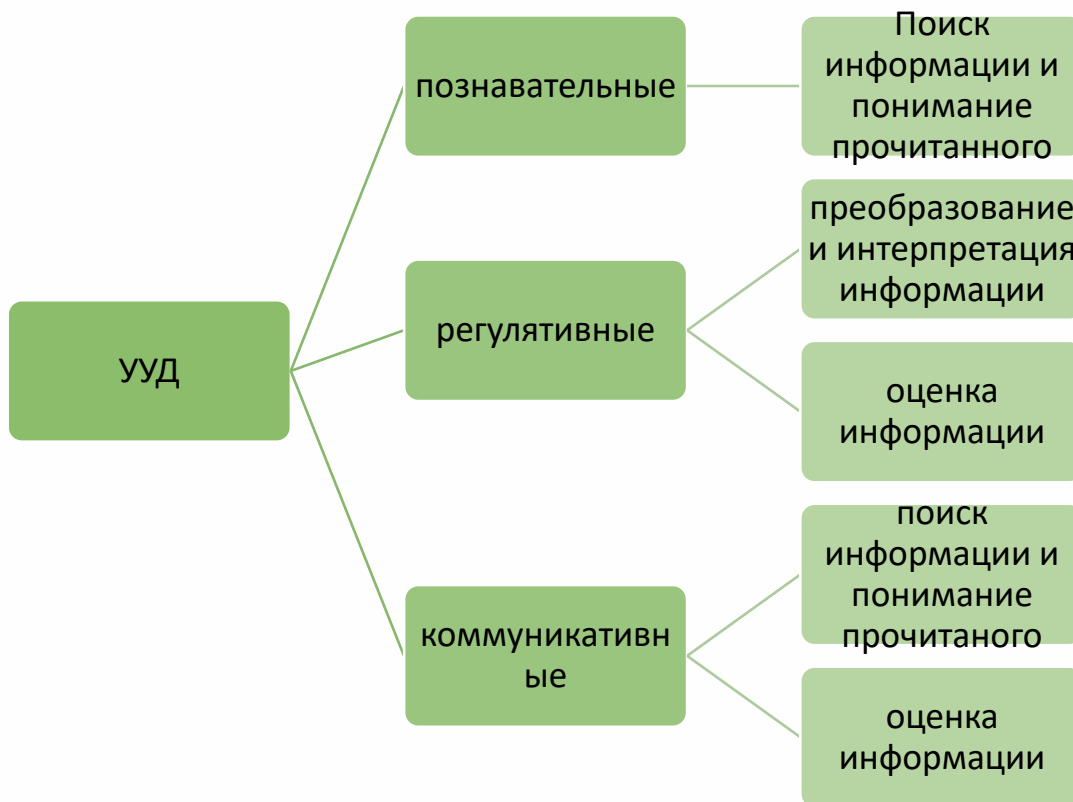 УУД
познавательные
Поиск
информации и
понимание
прочитанного
регулятивные
преобразование
и интерпретация
информации
оценка
информации
коммуникативн
ые
поиск
информации и
понимание
прочитаного
оценка
информации